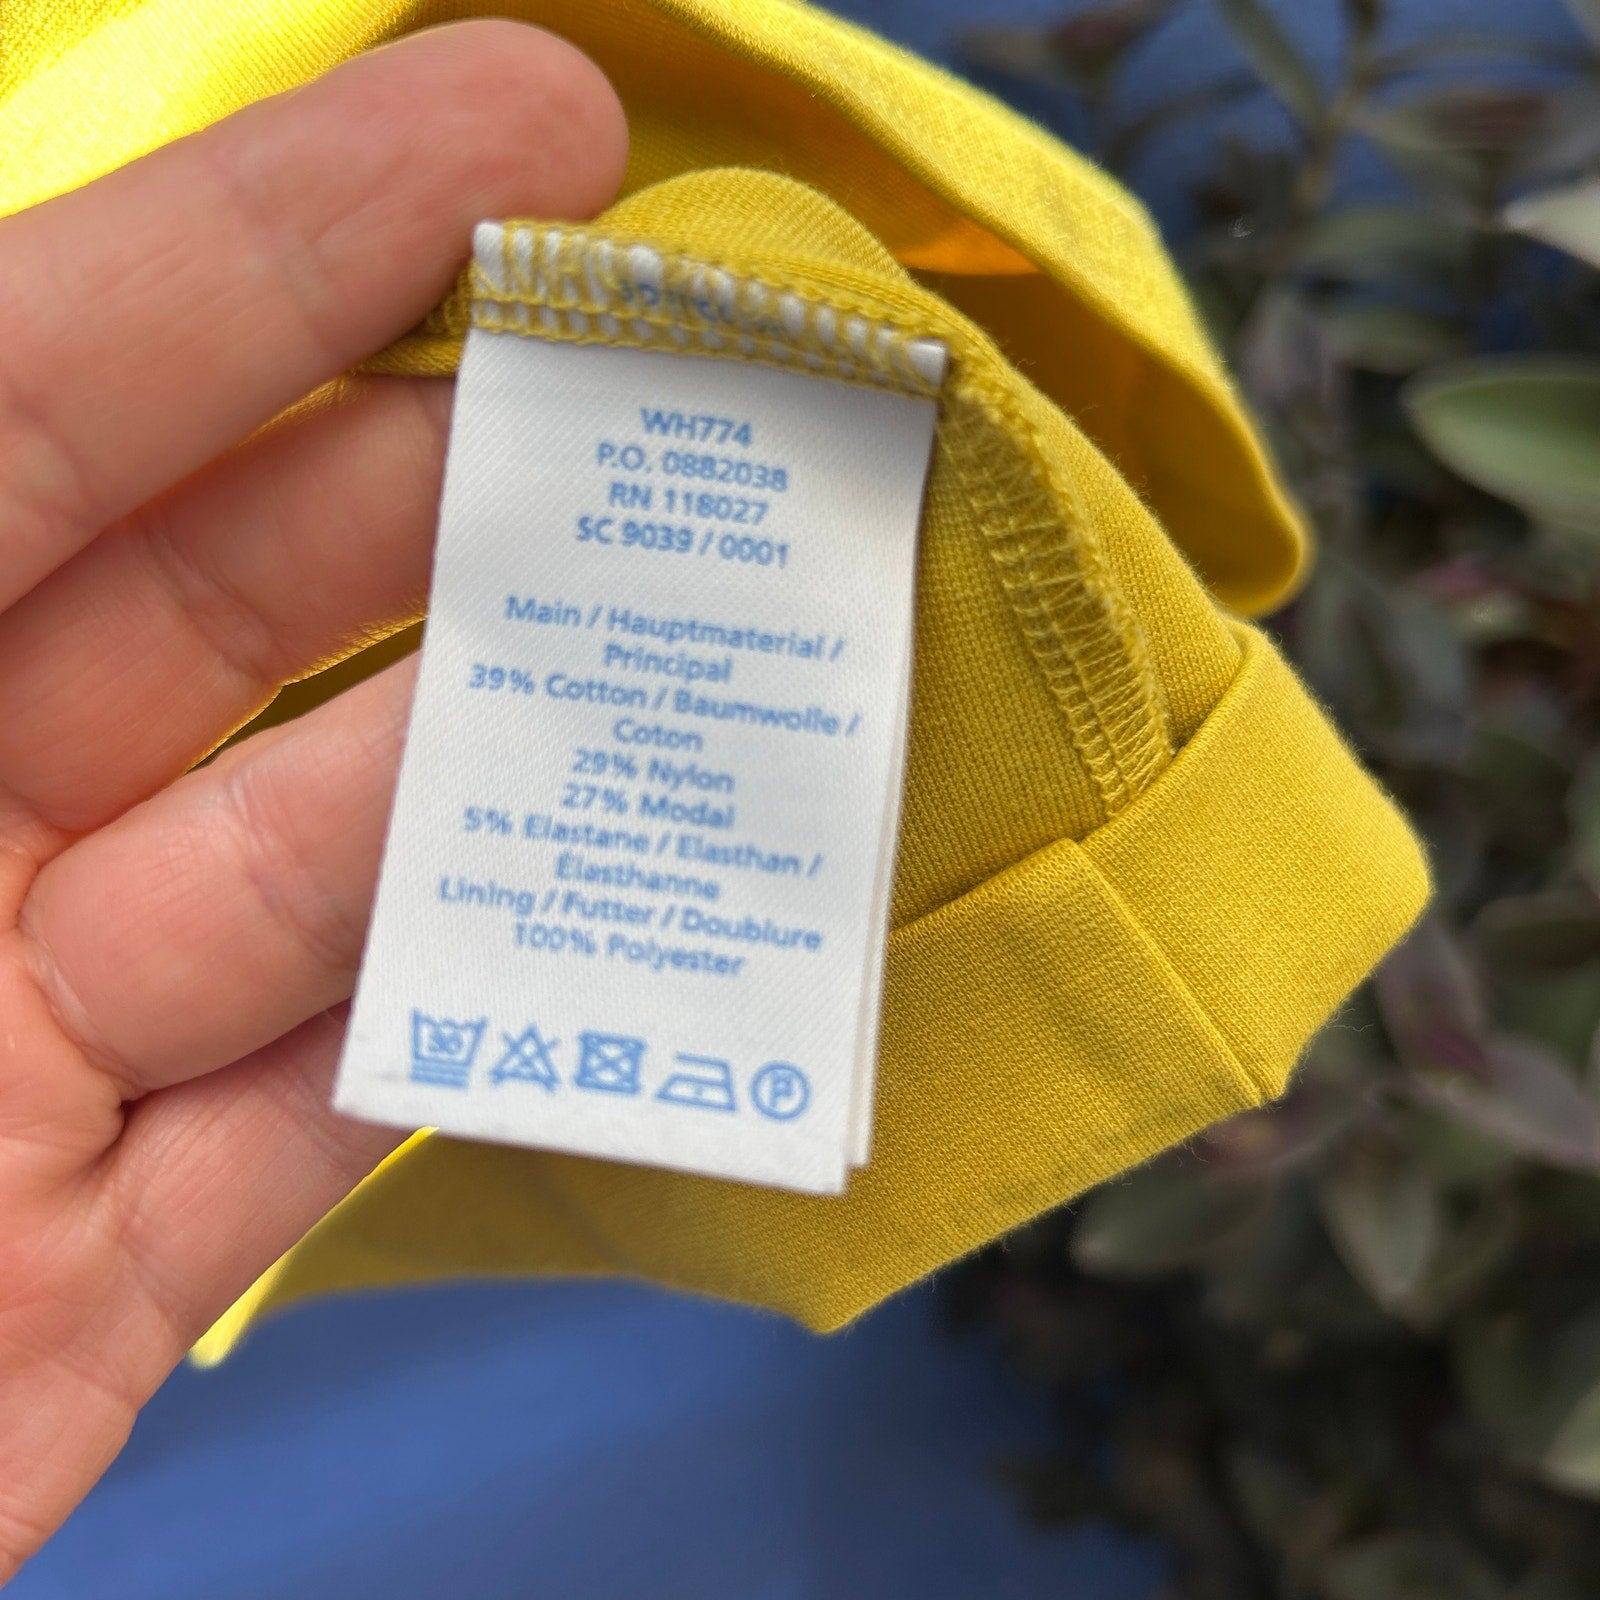 WH774
P.O. 0882038
RN 118027
SC 9039 / 0001
Main / Hauptmaterial /
Principal
39% Cotton / Baumwolle /
Coton
29% Nylon
27% Modal
5% Elastane / Elasthan /
Élasthanne
Lining / Futter / Doublure
100% Polyester
30
P